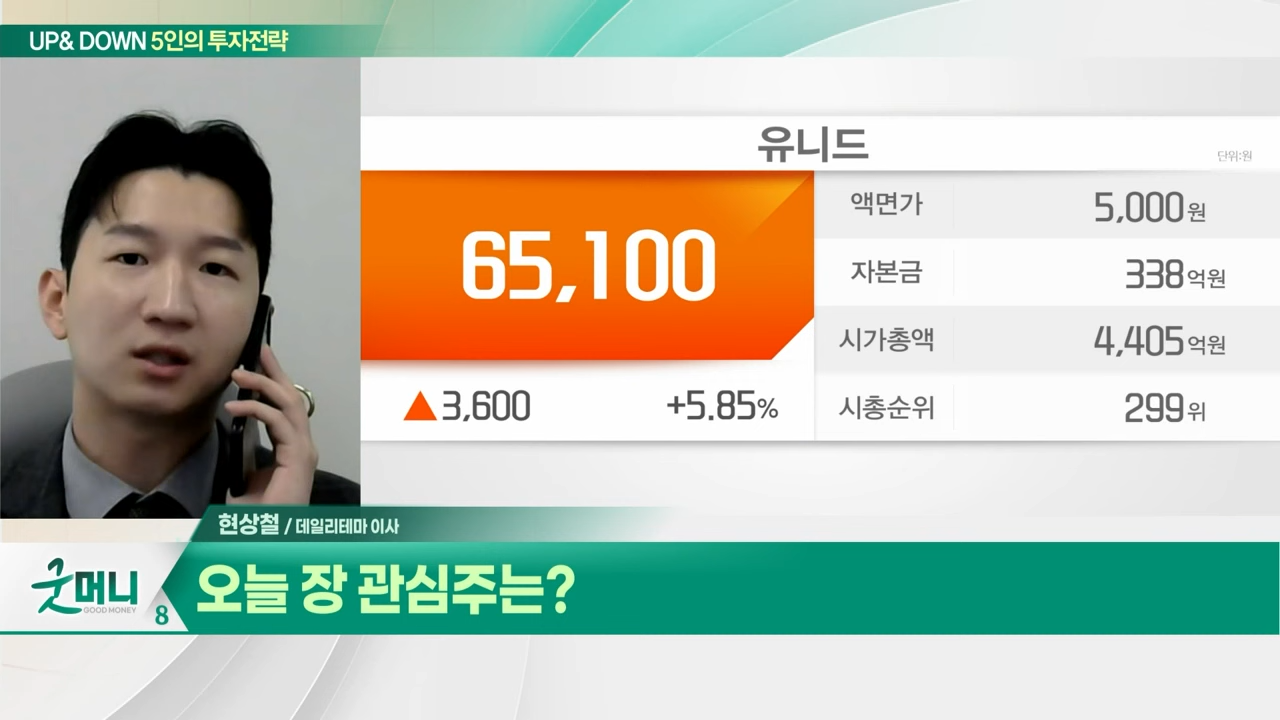 UP& DOWN 5인의 투자전략
유니드
단위:원
65,100
▲3,600 +5.85%
액면가 5,000원
자본금 338억원
시가총액 4,405억원
시총순위 299위
현상철 / 데일리테마 이사
굿머니
GOOD MONEY
8
오늘 장 관심주는?